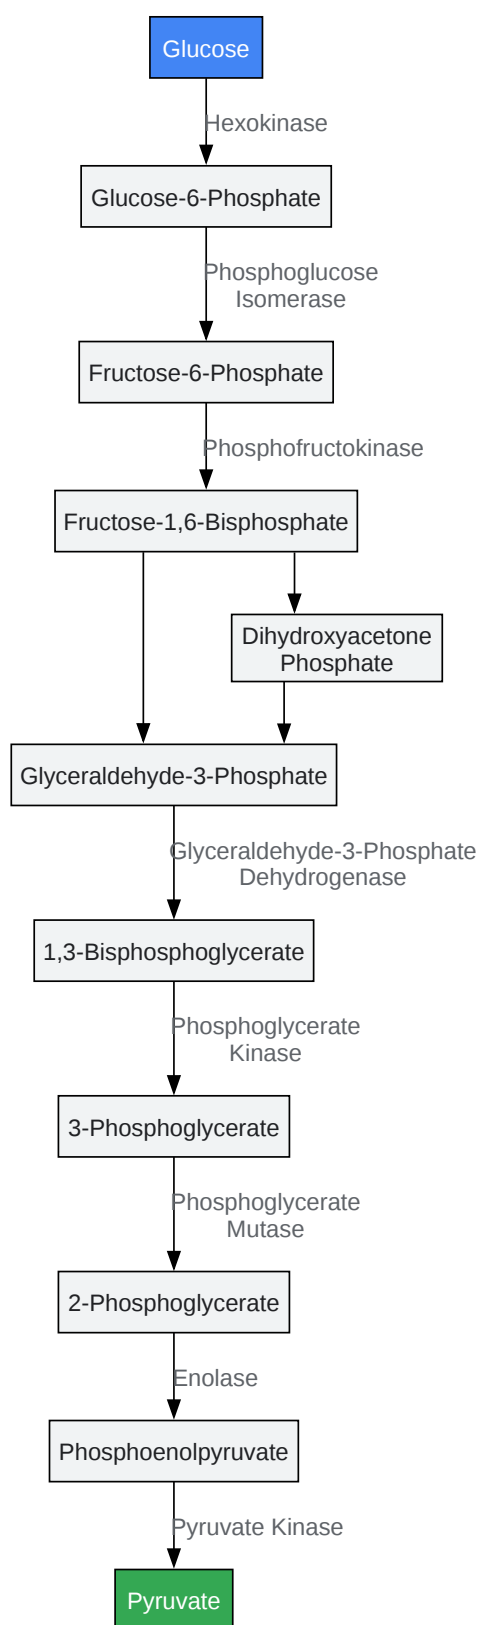 Glucose
Hexokinase
Glucose-6-Phosphate
Phosphoglucose
Isomerase
Fructose-6-Phosphate
Phosphofructokinase
Fructose-1,6-Bisphosphate
Dihydroxyacetone
Phosphate
Glyceraldehyde-3-Phosphate
Glyceraldehyde-3-Phosphate
Dehydrogenase
1,3-Bisphosphoglycerate
Phosphoglycerate
Kinase
3-Phosphoglycerate
Phosphoglycerate
Mutase
2-Phosphoglycerate
Enolase
Phosphoenolpyruvate
Pyruvate Kinase
Pyruvate